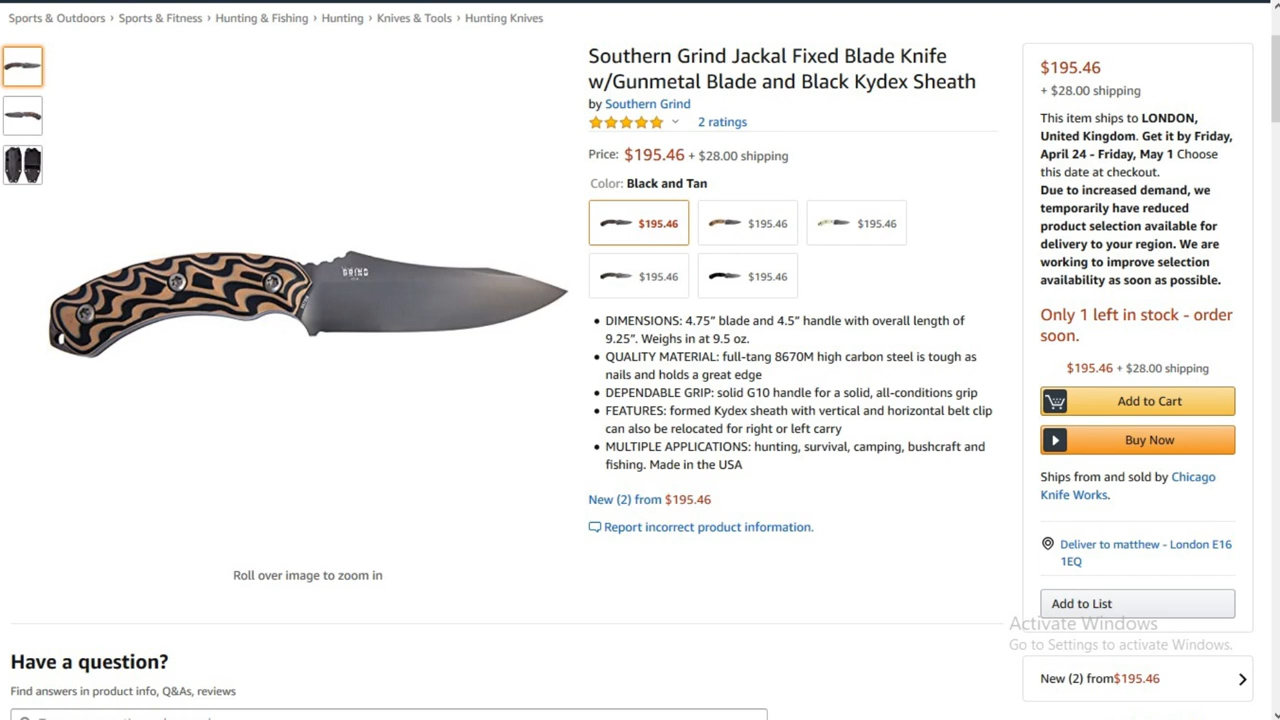 Sports & Outdoors › Sports & Fitness › Hunting & Fishing › Hunting › Knives & Tools › Hunting Knives
Southern Grind Jackal Fixed Blade Knife
w/Gunmetal Blade and Black Kydex Sheath
by Southern Grind
2 ratings
Price: $195.46 + $28.00 shipping
Color: Black and Tan
$195.46 $195.46 $195.46
$195.46 $195.46
• DIMENSIONS: 4.75” blade and 4.5” handle with overall length of
9.25”. Weighs in at 9.5 oz.
• QUALITY MATERIAL: full-tang 8670M high carbon steel is tough as
nails and holds a great edge
• DEPENDABLE GRIP: solid G10 handle for a solid, all-conditions grip
• FEATURES: formed Kydex sheath with vertical and horizontal belt clip
can also be relocated for right or left carry
• MULTIPLE APPLICATIONS: hunting, survival, camping, bushcraft and
fishing. Made in the USA
New (2) from $195.46
Report incorrect product information.
GRIND
Roll over image to zoom in
$195.46
+ $28.00 shipping
This item ships to LONDON,
United Kingdom. Get it by Friday,
April 24 - Friday, May 1 Choose
this date at checkout.
Due to increased demand, we
temporarily have reduced
product selection available for
delivery to your region. We are
working to improve selection
availability as soon as possible.
Only 1 left in stock - order
soon.
$195.46 + $28.00 shipping
Add to Cart
Buy Now
Ships from and sold by Chicago
Knife Works.
Deliver to matthew - London E16
1EQ
Add to List
Activate Windows
Go to Settings to activate Windows.
New (2) from$195.46
Have a question?
Find answers in product info, Q&As, reviews